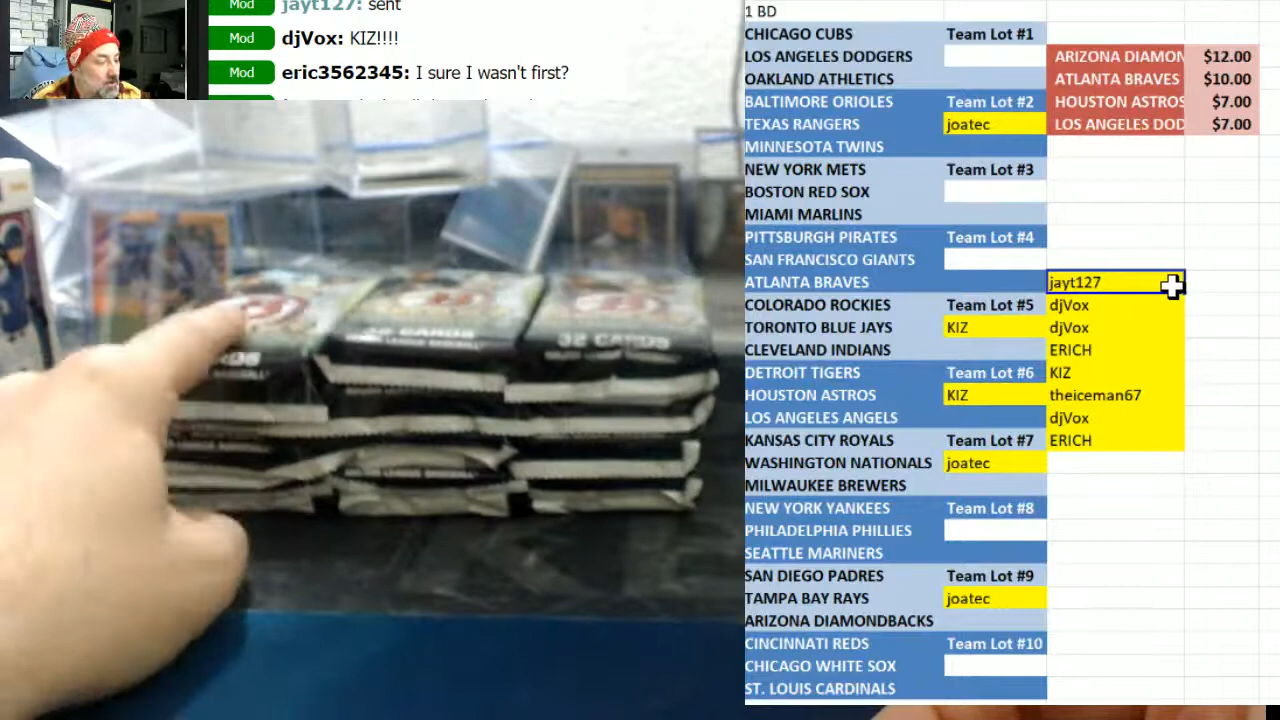 Mod jayt127: sent
Mod djVox: KIZ!!!!
Mod eric3562345: I sure I wasn't first?
32 CARDS
32 CARDS
1 BD
CHICAGO CUBS Team Lot #1
LOS ANGELES DODGERS ARIZONA DIAMON $12.00
OAKLAND ATHLETICS ATLANTA BRAVES $10.00
BALTIMORE ORIOLES Team Lot #2 HOUSTON ASTROS $7.00
TEXAS RANGERS joatec LOS ANGELES DOD $7.00
MINNESOTA TWINS
NEW YORK METS Team Lot #3
BOSTON RED SOX
MIAMI MARLINS
PITTSBURGH PIRATES Team Lot #4
SAN FRANCISCO GIANTS
ATLANTA BRAVES jayt127
COLORADO ROCKIES Team Lot #5 djVox
TORONTO BLUE JAYS KIZ djVox
CLEVELAND INDIANS ERICH
DETROIT TIGERS Team Lot #6 KIZ
HOUSTON ASTROS KIZ theiceman67
LOS ANGELES ANGELS djVox
KANSAS CITY ROYALS Team Lot #7 ERICH
WASHINGTON NATIONALS joatec
MILWAUKEE BREWERS
NEW YORK YANKEES Team Lot #8
PHILADELPHIA PHILLIES
SEATTLE MARINERS
SAN DIEGO PADRES Team Lot #9
TAMPA BAY RAYS joatec
ARIZONA DIAMONDBACKS
CINCINNATI REDS Team Lot #10
CHICAGO WHITE SOX
ST. LOUIS CARDINALS